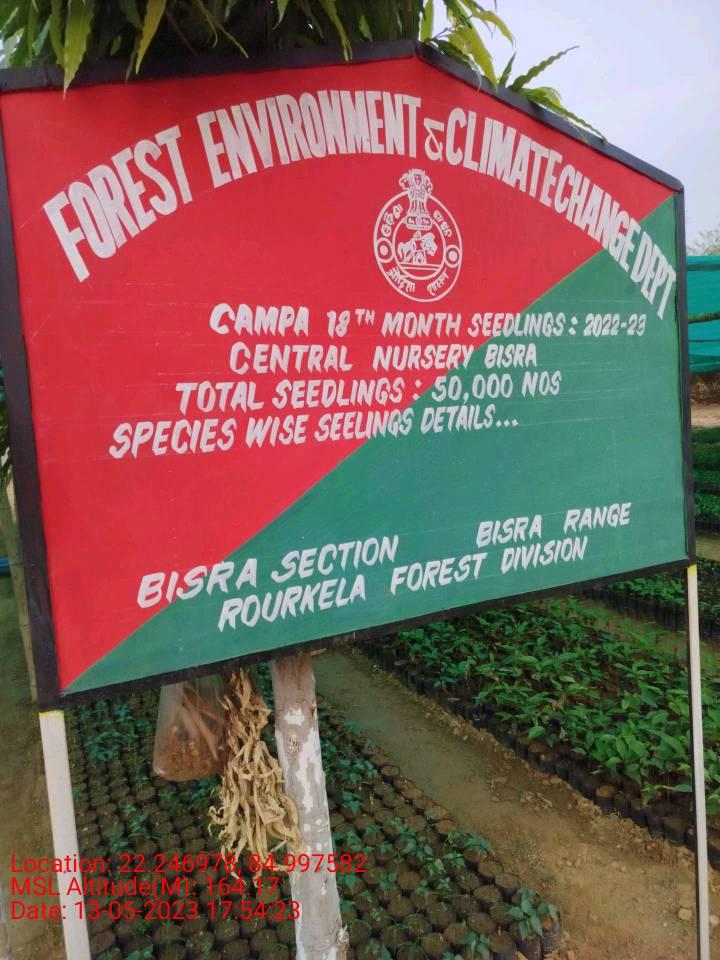 FOREST ENVIRONMENT & CLIMATE CHANGE DEPT
CAMPA 18TH MONTH SEEDLINGS : 2022-23
CENTRAL NURSERY BISRA
TOTAL SEEDLINGS : 50,000 NOS
SPECIES WISE SEELINGS DETAILS...
BISRA SECTION BISRA RANGE
ROURKELA FOREST DIVISION
Location: 22.246978, 84.997582
MSL Altitude(M): 164.17
Date: 13-05-2023 17:54:23